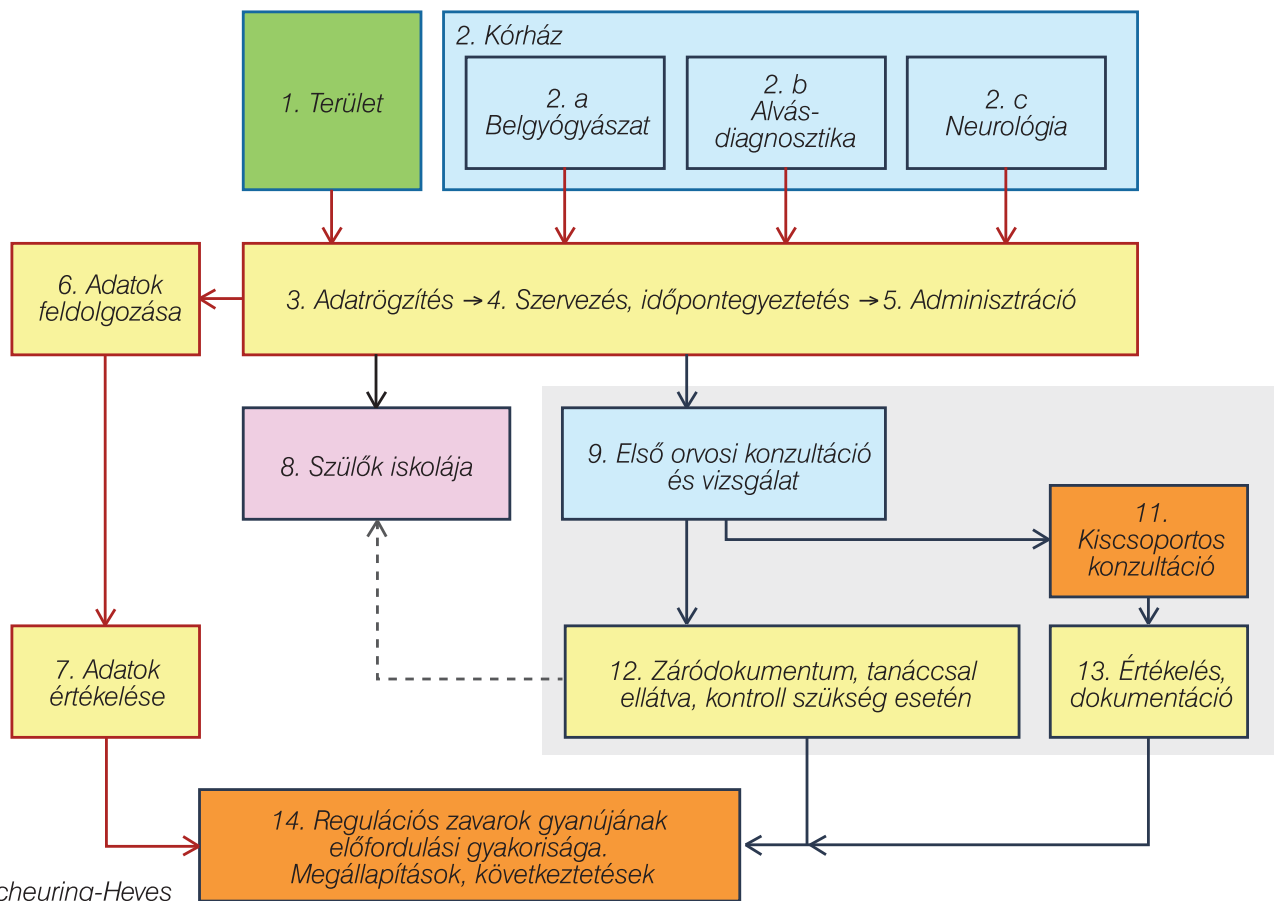 1. Terület
2. Kórház
2. a
Belgyógyászat
2. b
Alvás-
diagnosztika
2. c
Neurológia
6. Adatok
feldolgozása
3. Adatrögzítés → 4. Szervezés, időpontegyeztetés → 5. Adminisztráció
8. Szülők iskolája
9. Első orvosi konzultáció
és vizsgálat
11.
Kiscsoportos
konzultáció
7. Adatok
értékelése
12. Záródokumentum, tanáccsal
ellátva, kontroll szükség esetén
13. Értékelés,
dokumentáció
14. Regulációs zavarok gyanújának
előfordulási gyakorisága.
Megállapítások, következtetések
cheuring-Heves